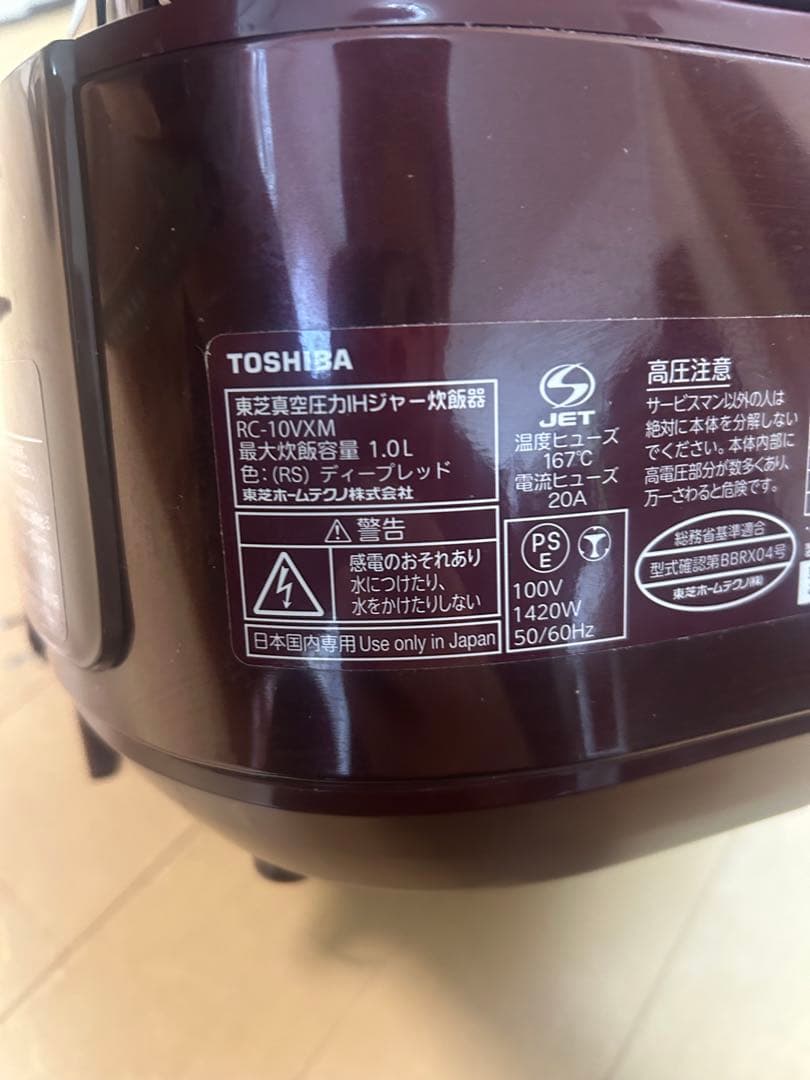 TOSHIBA
東芝真空圧力IHジャー炊飯器
RC-10VXM
最大炊飯容量 1.0L
色:(RS) ディープレッド
東芝ホームテクノ株式会社
警告
感電のおそれあり
水につけたり、
水をかけたりしない
日本国内専用 Use only in Japan
JET
温度ヒューズ
167℃
電流ヒューズ
20A
PS
E
100V
1420W
50/60Hz
高圧注意
サービスマン以外の人は
絶対に本体を分解しない
でください。本体内部に
高電圧部分が数多くあり、
万一さわると危険です。
総務省基準適合
型式確認第BBRX04号
東芝ホームテクノ(株)